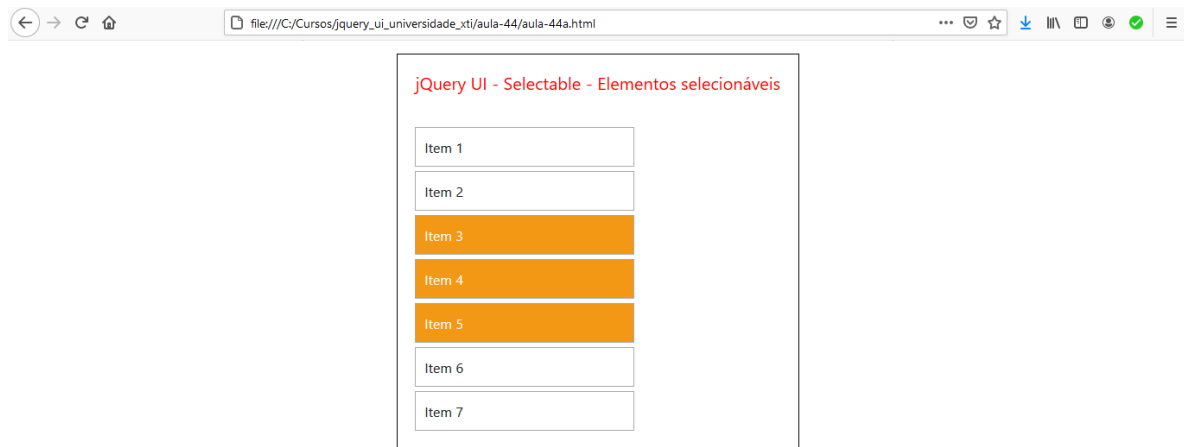 file:///C:/Cursos/jquery_ui_universidade_xti/aula-44/aula-44a.html
jQuery UI - Selectable - Elementos selecionáveis
Item 1
Item 2
Item 3
Item 4
Item 5
Item 6
Item 7